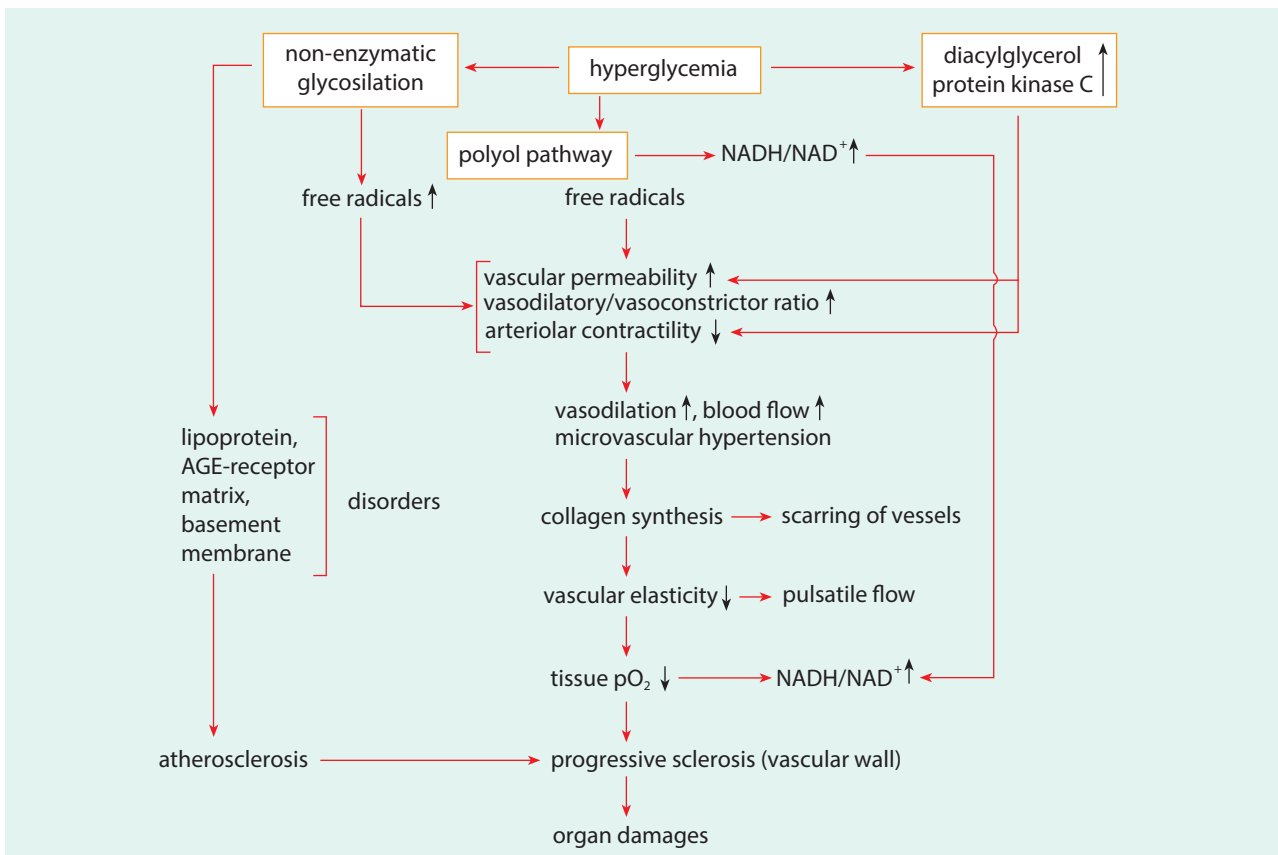 non-enzymatic
glycosilation
hyperglycemia
diacylglycerol
protein kinase C
polyol pathway
NADH/NAD+
free radicals
free radicals
vascular permeability
vasodilatory/vasoconstrictor ratio
arteriolar contractility
vasodilation , blood flow
microvascular hypertension
lipoprotein,
AGE-receptor
matrix,
basement
membrane
disorders
collagen synthesis
scarring of vessels
vascular elasticity
pulsatile flow
tissue pO₂
NADH/NAD+
atherosclerosis
progressive sclerosis (vascular wall)
organ damages